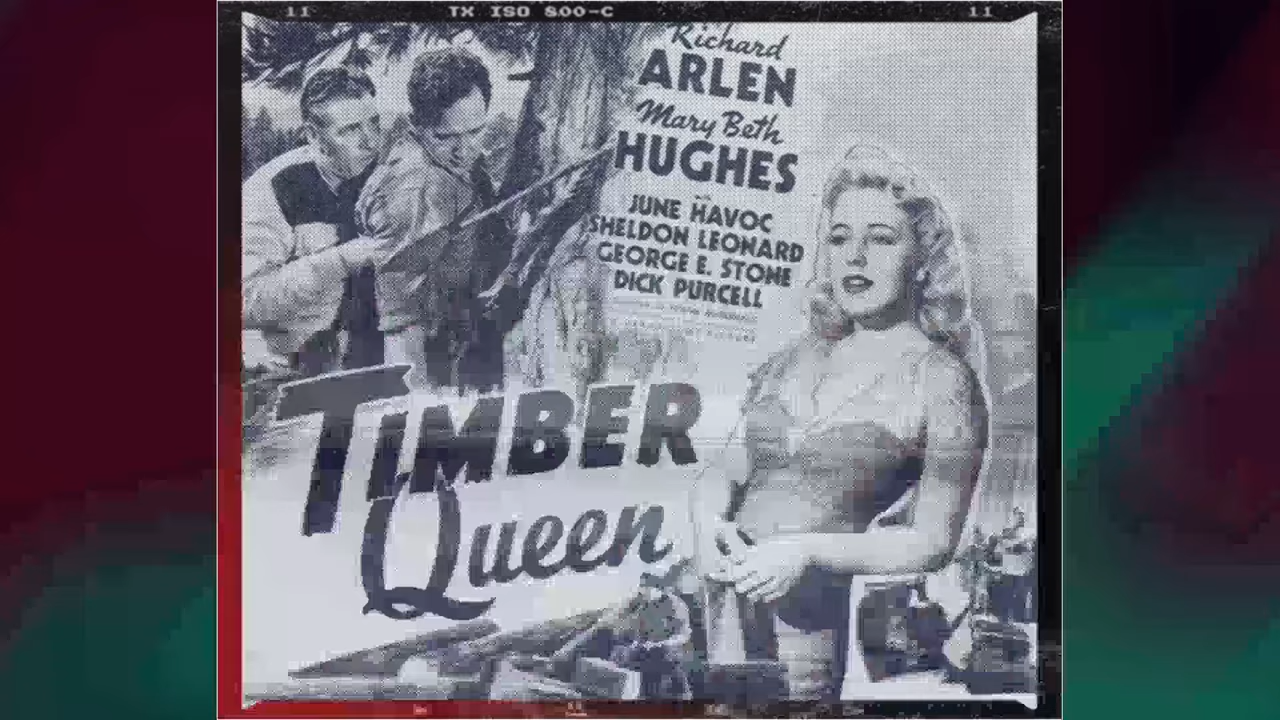 11 TX ISO 800-C 11
Richard
ARLEN
Mary Beth
HUGHES
JUNE HAVOC
SHELDON LEONARD
GEORGE E. STONE
DICK PURCELL
TIMBER
Queen